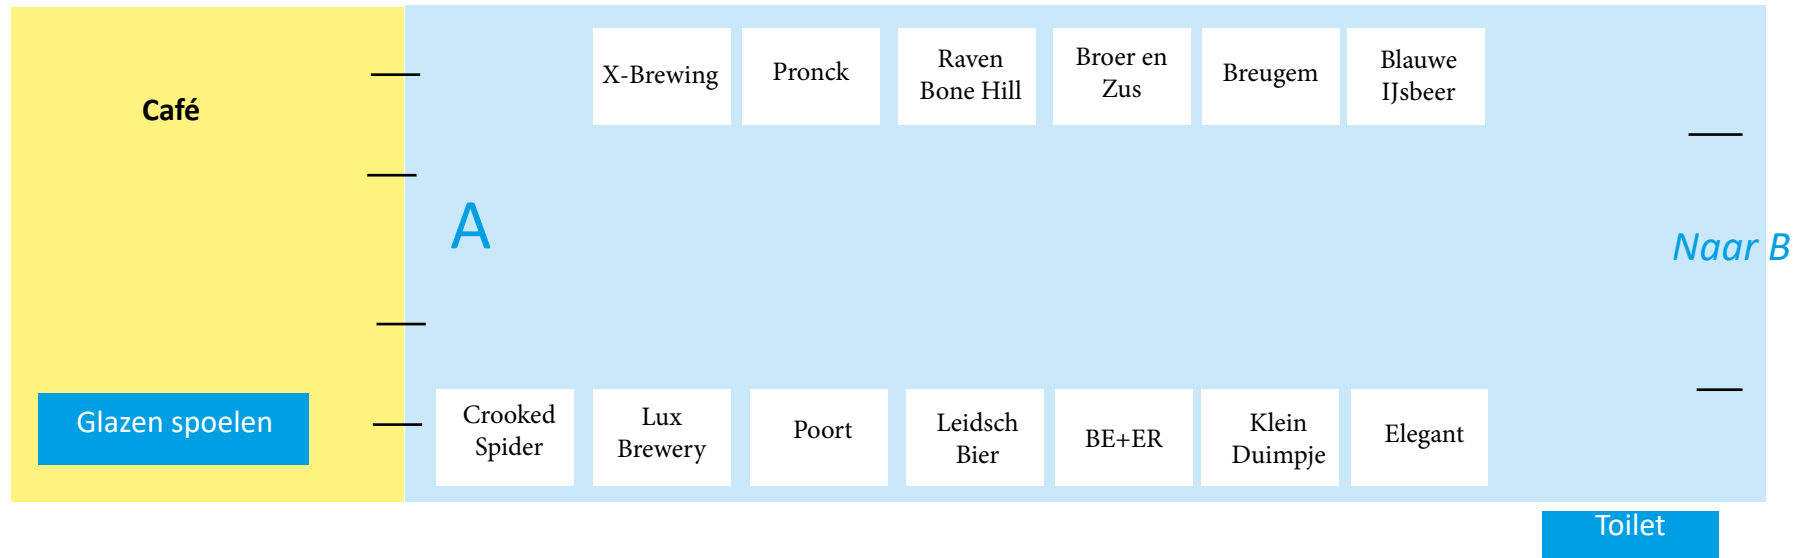 Café
X-Brewing
Pronck
Raven
Bone Hill
Broer en
Zus
Breugem
Blauwe
IJsbeer
A
Naar B
Glazen spoelen
Crooked
Spider
Lux
Brewery
Poort
Leidsch
Bier
BE+ER
Klein
Duimpje
Elegant
Toilet